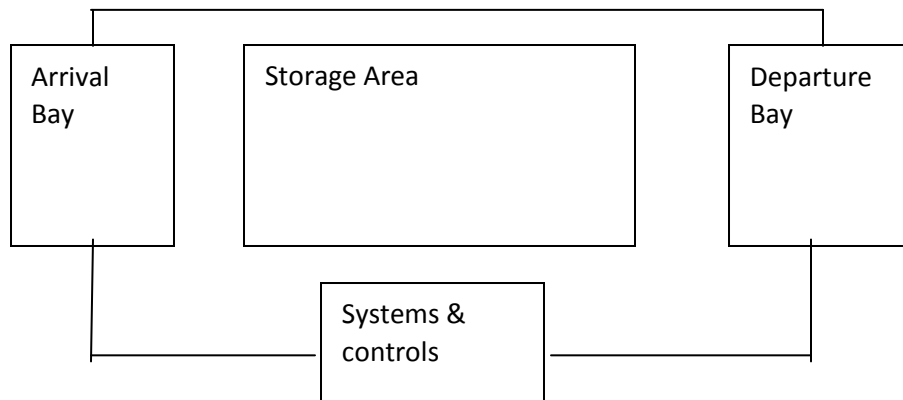 Arrival
Bay
Storage Area
Departure
Bay
Systems &
controls